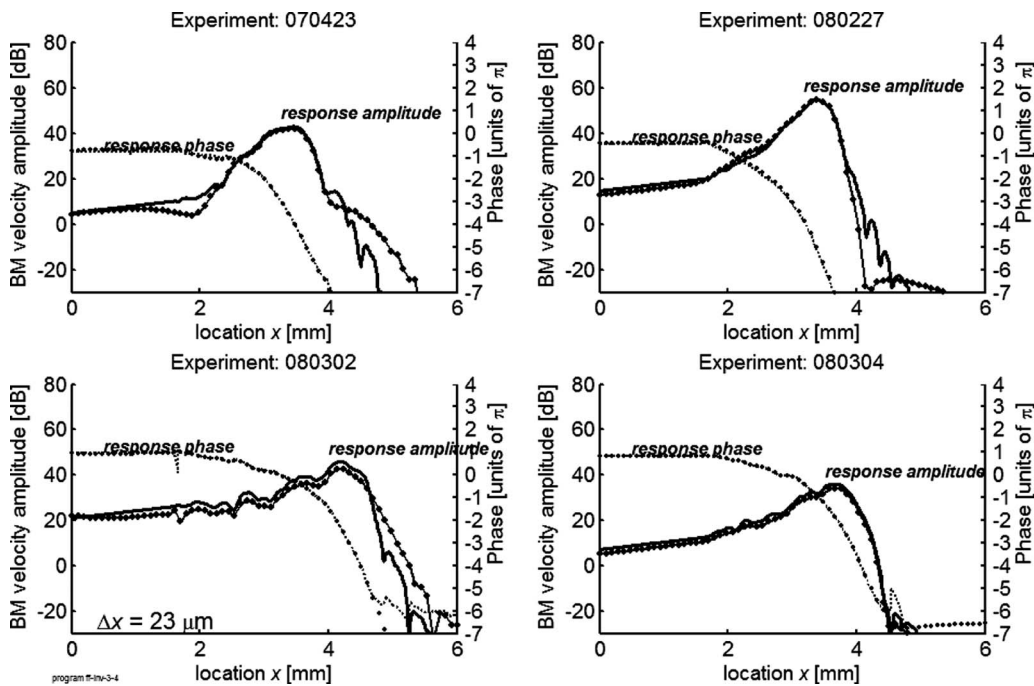 Experiment: 070423
BM velocity amplitude [dB]
80
60
40
20
0
-20
response amplitude
response phase
4
3
2
1
0
-1
-2
-3
-4
-5
-6
-7
Phase [units of π]
0 2 4 6
location x [mm]
Experiment: 080227
BM velocity amplitude [dB]
80
60
40
20
0
-20
response amplitude
response phase
4
3
2
1
0
-1
-2
-3
-4
-5
-6
-7
Phase [units of π]
0 2 4 6
location x [mm]
Experiment: 080302
BM velocity amplitude [dB]
80
60
40
20
0
-20
response phase
response amplitude
Δx = 23 μm
4
3
2
1
0
-1
-2
-3
-4
-5
-6
-7
Phase [units of π]
0 2 4 6
location x [mm]
Experiment: 080304
BM velocity amplitude [dB]
80
60
40
20
0
-20
response phase
response amplitude
4
3
2
1
0
-1
-2
-3
-4
-5
-6
-7
Phase [units of π]
0 2 4 6
location x [mm]
program ff-inv-3-4